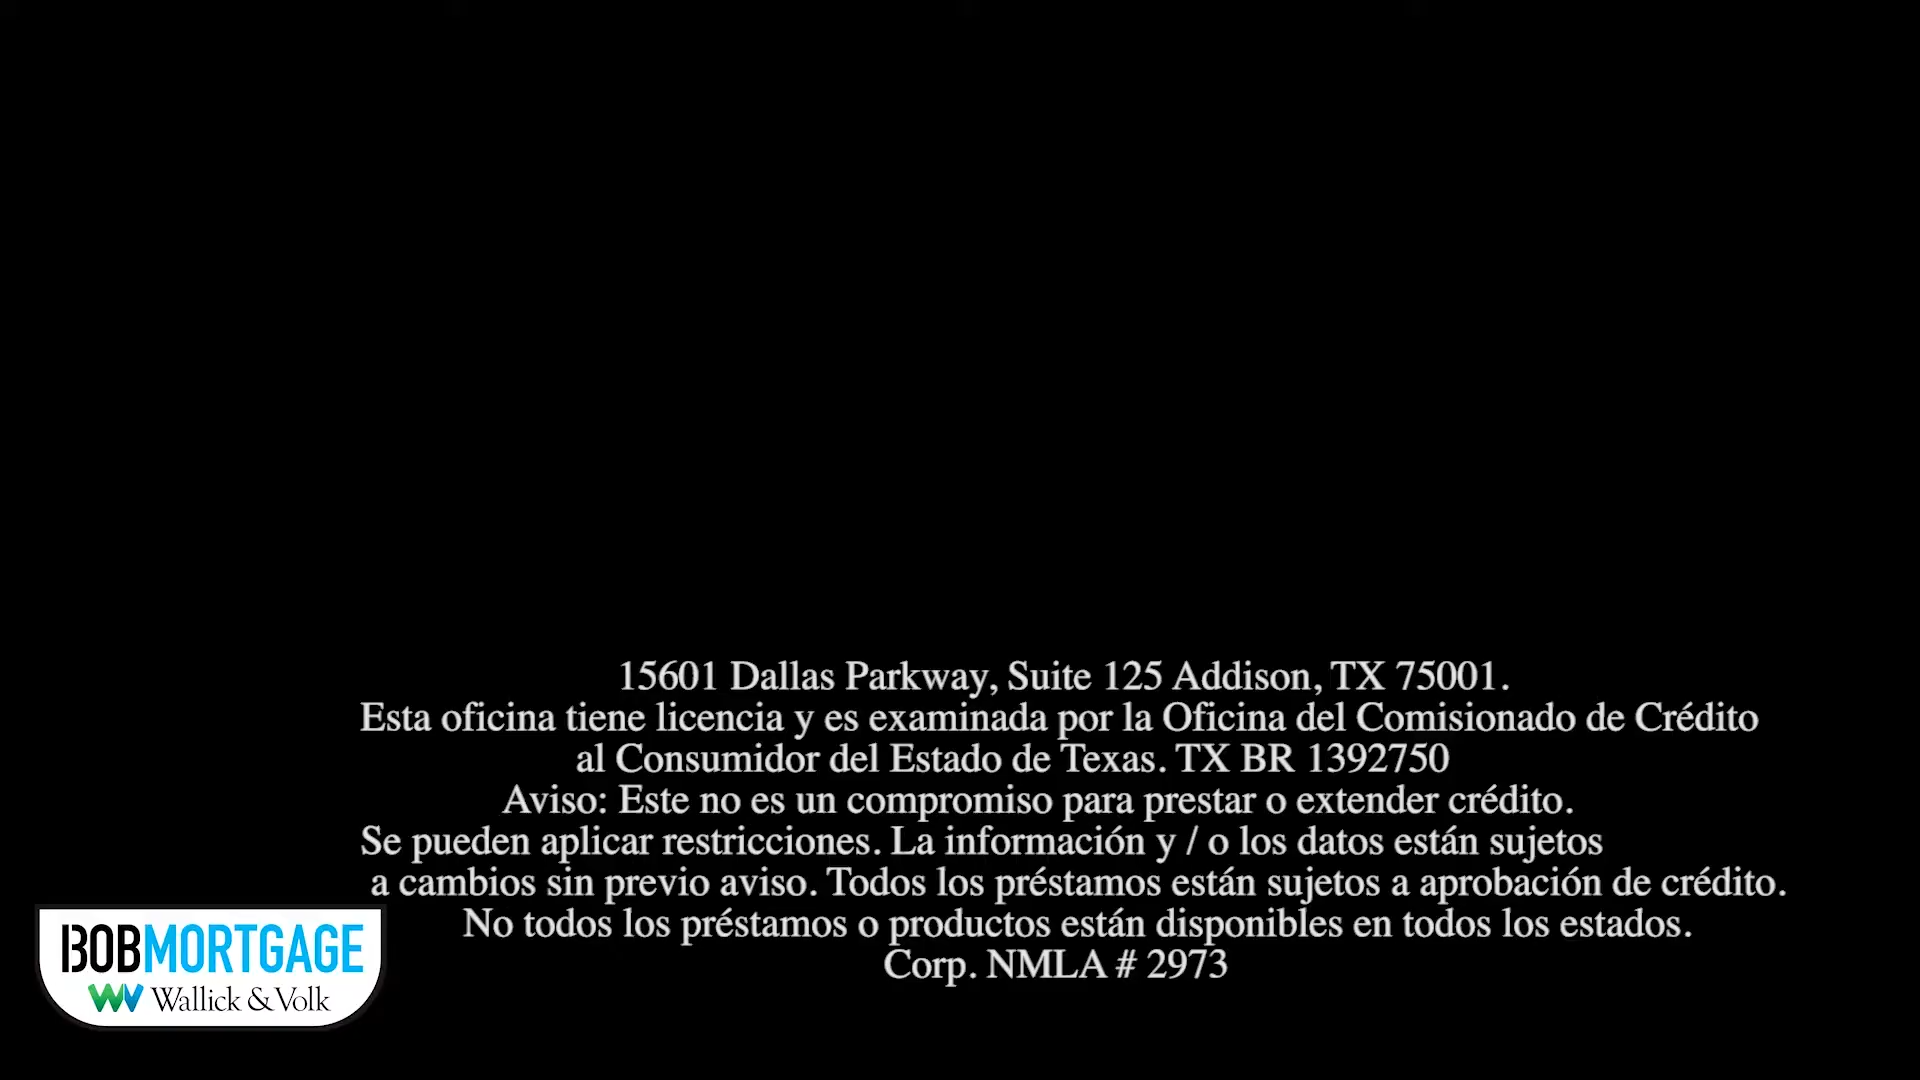 15601 Dallas Parkway, Suite 125 Addison, TX 75001.
Esta oficina tiene licencia y es examinada por la Oficina del Comisionado de Crédito
al Consumidor del Estado de Texas. TX BR 1392750
Aviso: Este no es un compromiso para prestar o extender crédito.
Se pueden aplicar restricciones. La información y / o los datos están sujetos
a cambios sin previo aviso. Todos los préstamos están sujetos a aprobación de crédito.
No todos los préstamos o productos están disponibles en todos los estados.
Corp. NMLA # 2973
BOBMORTGAGE
Wallick & Volk